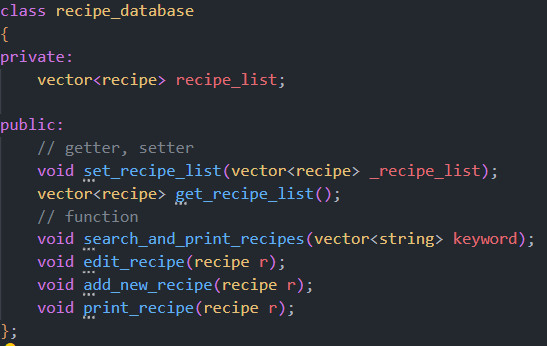 class recipe_database
{
private:
    vector<recipe> recipe_list;

public:
    // getter, setter
    void set_recipe_list(vector<recipe> _recipe_list);
    vector<recipe> get_recipe_list();
    // function
    void search_and_print_recipes(vector<string> keyword);
    void edit_recipe(recipe r);
    void add_new_recipe(recipe r);
    void print_recipe(recipe r);
};